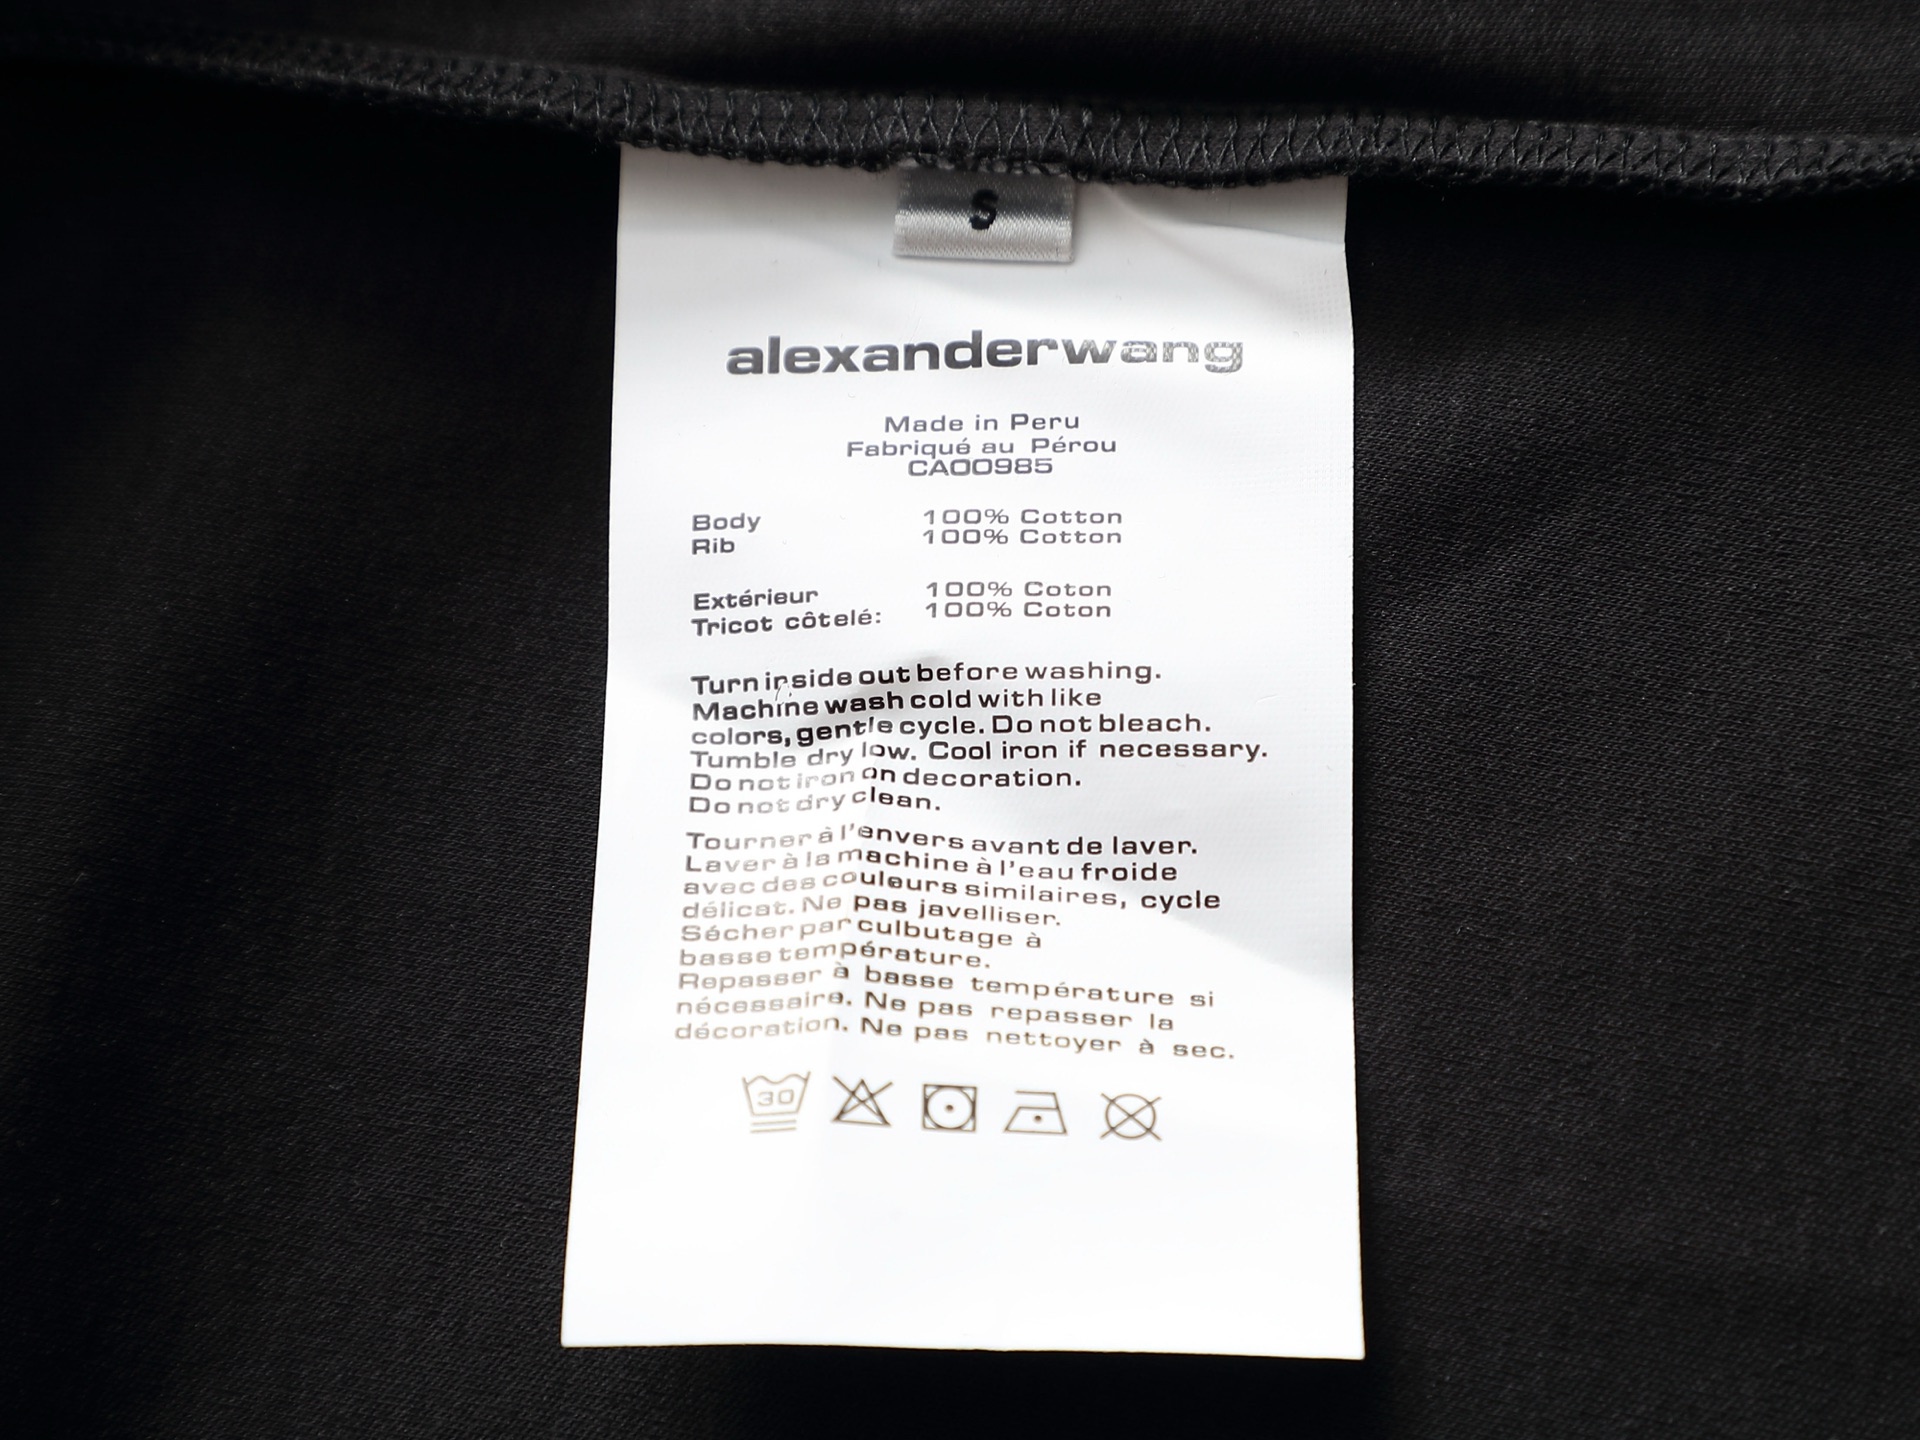 S
alexanderwang
Made in Peru
Fabriqué au Pérou
CA00985
Body 100% Cotton
Rib 100% Cotton
Extérieur 100% Coton
Tricot côtelé: 100% Coton
Turn inside out before washing.
Machine wash cold with like
colors, gentle cycle. Do not bleach.
Tumble dry low. Cool iron if necessary.
Do not iron on decoration.
Do not dry clean.
Tourner à l'envers avant de laver.
Laver à la machine à l'eau froide
avec des couleurs similaires, cycle
délicat. Ne pas javelliser.
Sécher par culbutage à
basse température.
Repasser à basse température si
nécessaire. Ne pas repasser la
décoration. Ne pas nettoyer à sec.
30